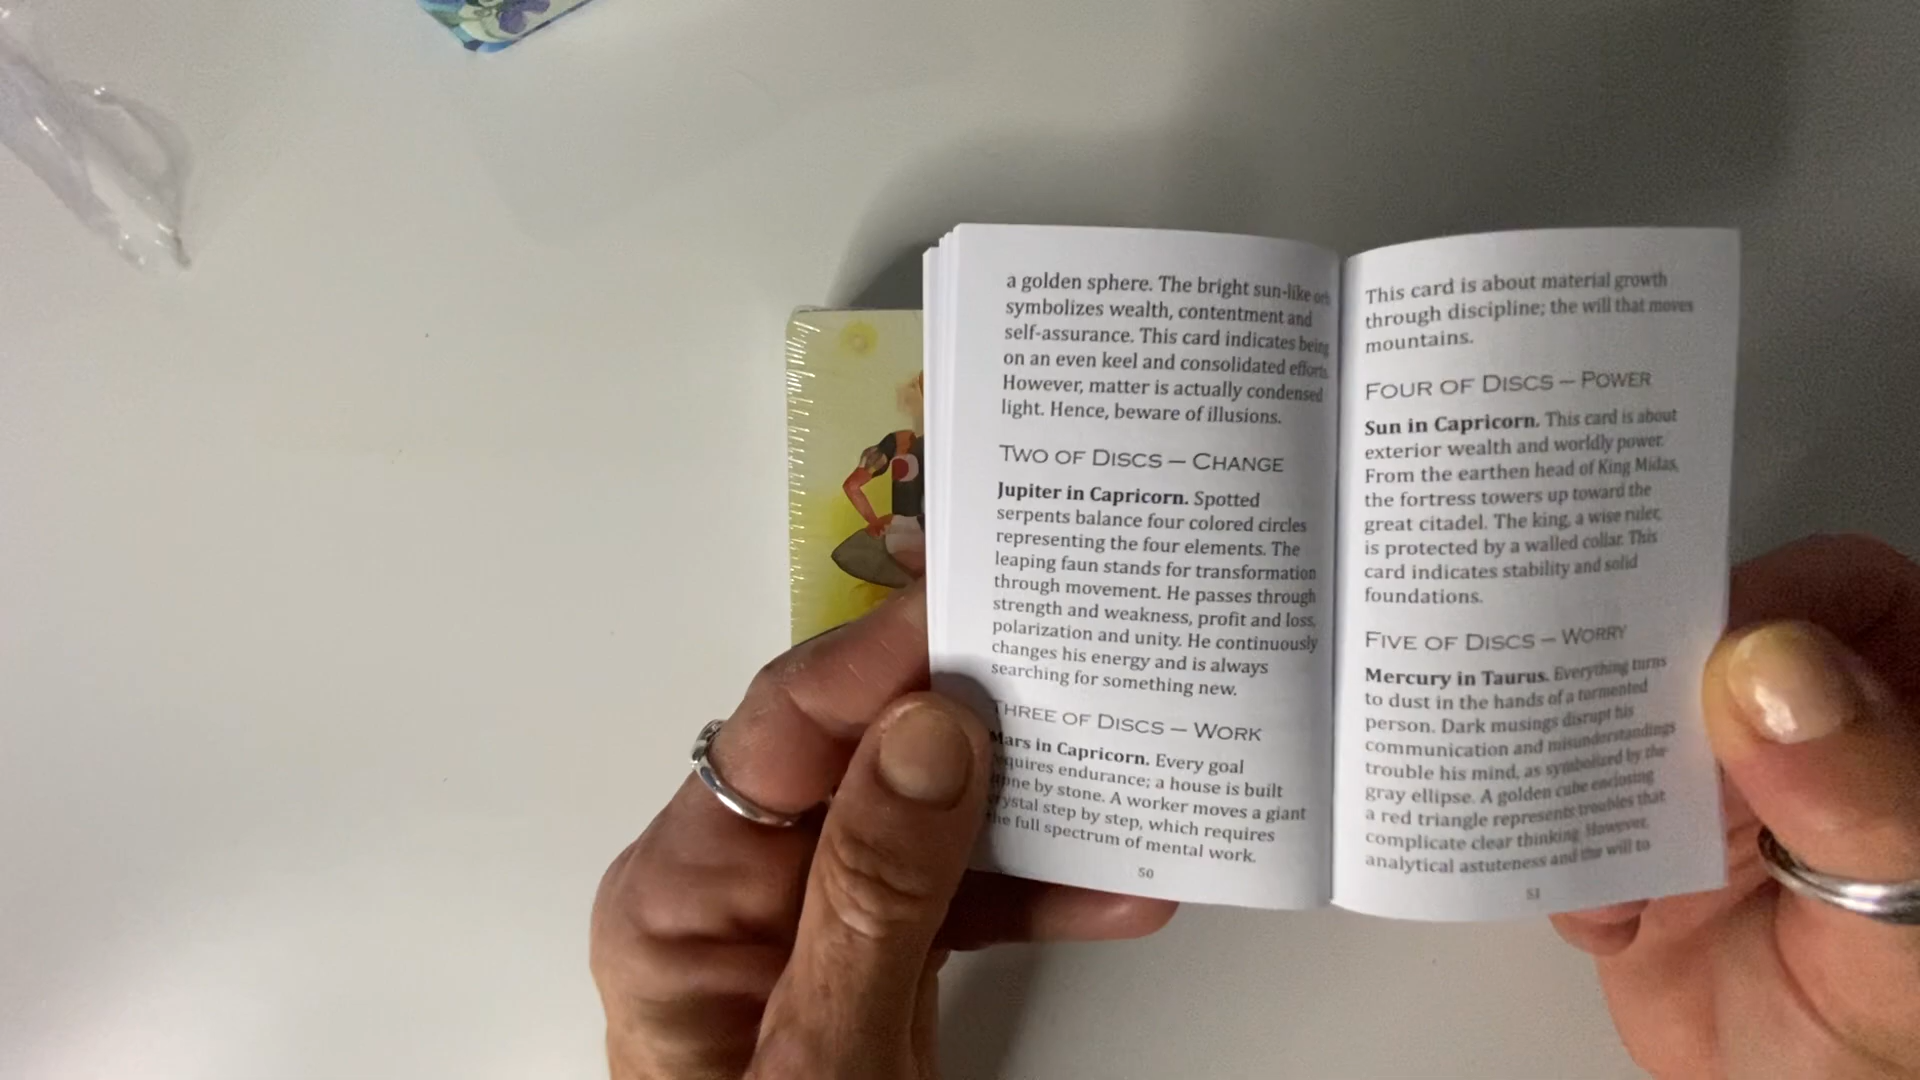 a golden sphere. The bright sun-like orb
symbolizes wealth, contentment and
self-assurance. This card indicates being
on an even keel and consolidated efforts.
However, matter is actually condensed
light. Hence, beware of illusions.
TWO OF DISCS – CHANGE
Jupiter in Capricorn. Spotted
serpents balance four colored circles
representing the four elements. The
leaping faun stands for transformation
through movement. He passes through
strength and weakness, profit and loss,
polarization and unity. He continuously
changes his energy and is always
searching for something new.
THREE OF DISCS – WORK
Mars in Capricorn. Every goal
requires endurance; a house is built
stone by stone. A worker moves a giant
crystal step by step, which requires
the full spectrum of mental work.
50
This card is about material growth
through discipline; the will that moves
mountains.
FOUR OF DISCS – POWER
Sun in Capricorn. This card is about
exterior wealth and worldly power.
From the earthen head of King Midas,
the fortress towers up toward the
great citadel. The king, a wise ruler,
is protected by a walled collar. This
card indicates stability and solid
foundations.
FIVE OF DISCS – WORRY
Mercury in Taurus. Everything turns
to dust in the hands of a tormented
person. Dark musings disrupt his
communication and misunderstandings
trouble his mind, as symbolized by the
gray ellipse. A golden cube enclosing
a red triangle represents troubles that
complicate clear thinking. However,
analytical astuteness and the will to
51